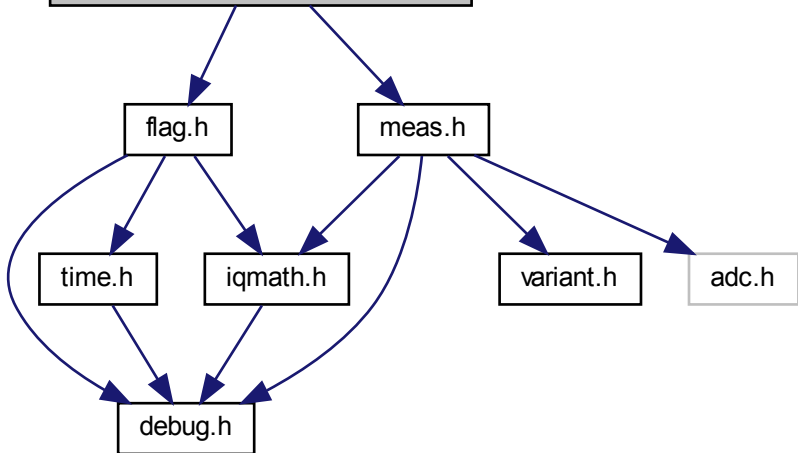 flag.h
meas.h
time.h
iqmath.h
variant.h
adc.h
debug.h